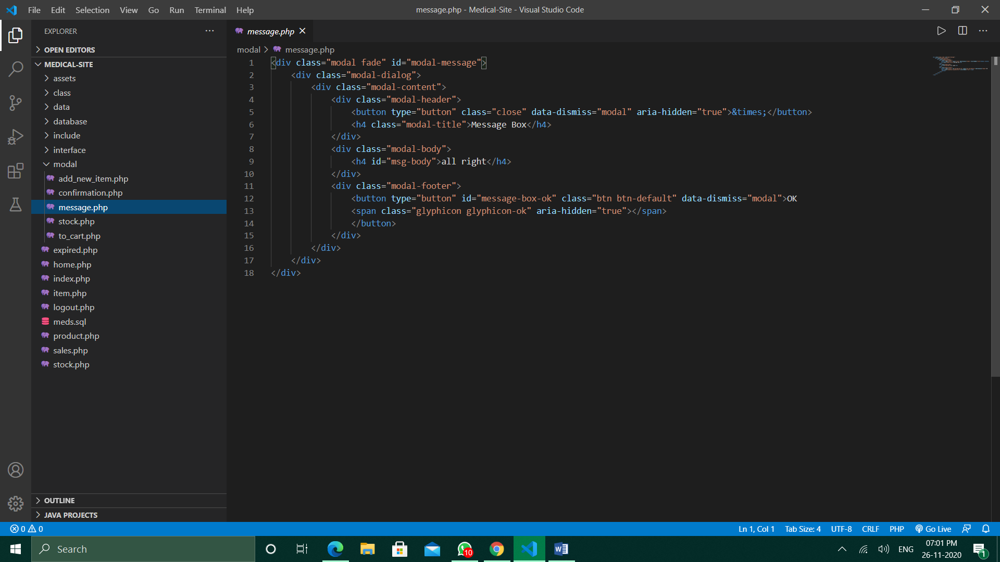 File Edit Selection View Go Run Terminal Help
message.php - Medical-Site - Visual Studio Code
EXPLORER
OPEN EDITORS
MEDICAL-SITE
assets
class
data
database
include
interface
modal
add_new_item.php
confirmation.php
message.php
stock.php
to_cart.php
expired.php
home.php
index.php
item.php
logout.php
meds.sql
product.php
sales.php
stock.php
OUTLINE
JAVA PROJECTS
message.php
modal > message.php
1 <div class="modal fade" id="modal-message">
2 <div class="modal-dialog">
3 <div class="modal-content">
4 <div class="modal-header">
5 <button type="button" class="close" data-dismiss="modal" aria-hidden="true">&times;</button>
6 <h4 class="modal-title">Message Box</h4>
7 </div>
8 <div class="modal-body">
9 <h4 id="msg-body">all right</h4>
10 </div>
11 <div class="modal-footer">
12 <button type="button" id="message-box-ok" class="btn btn-default" data-dismiss="modal">OK
13 <span class="glyphicon glyphicon-ok" aria-hidden="true"></span>
14 </button>
15 </div>
16 </div>
17 </div>
18 </div>
0 0
Ln 1, Col 1 Tab Size: 4 UTF-8 CRLF PHP Go Live
Search
10
ENG
07:01 PM
26-11-2020
1